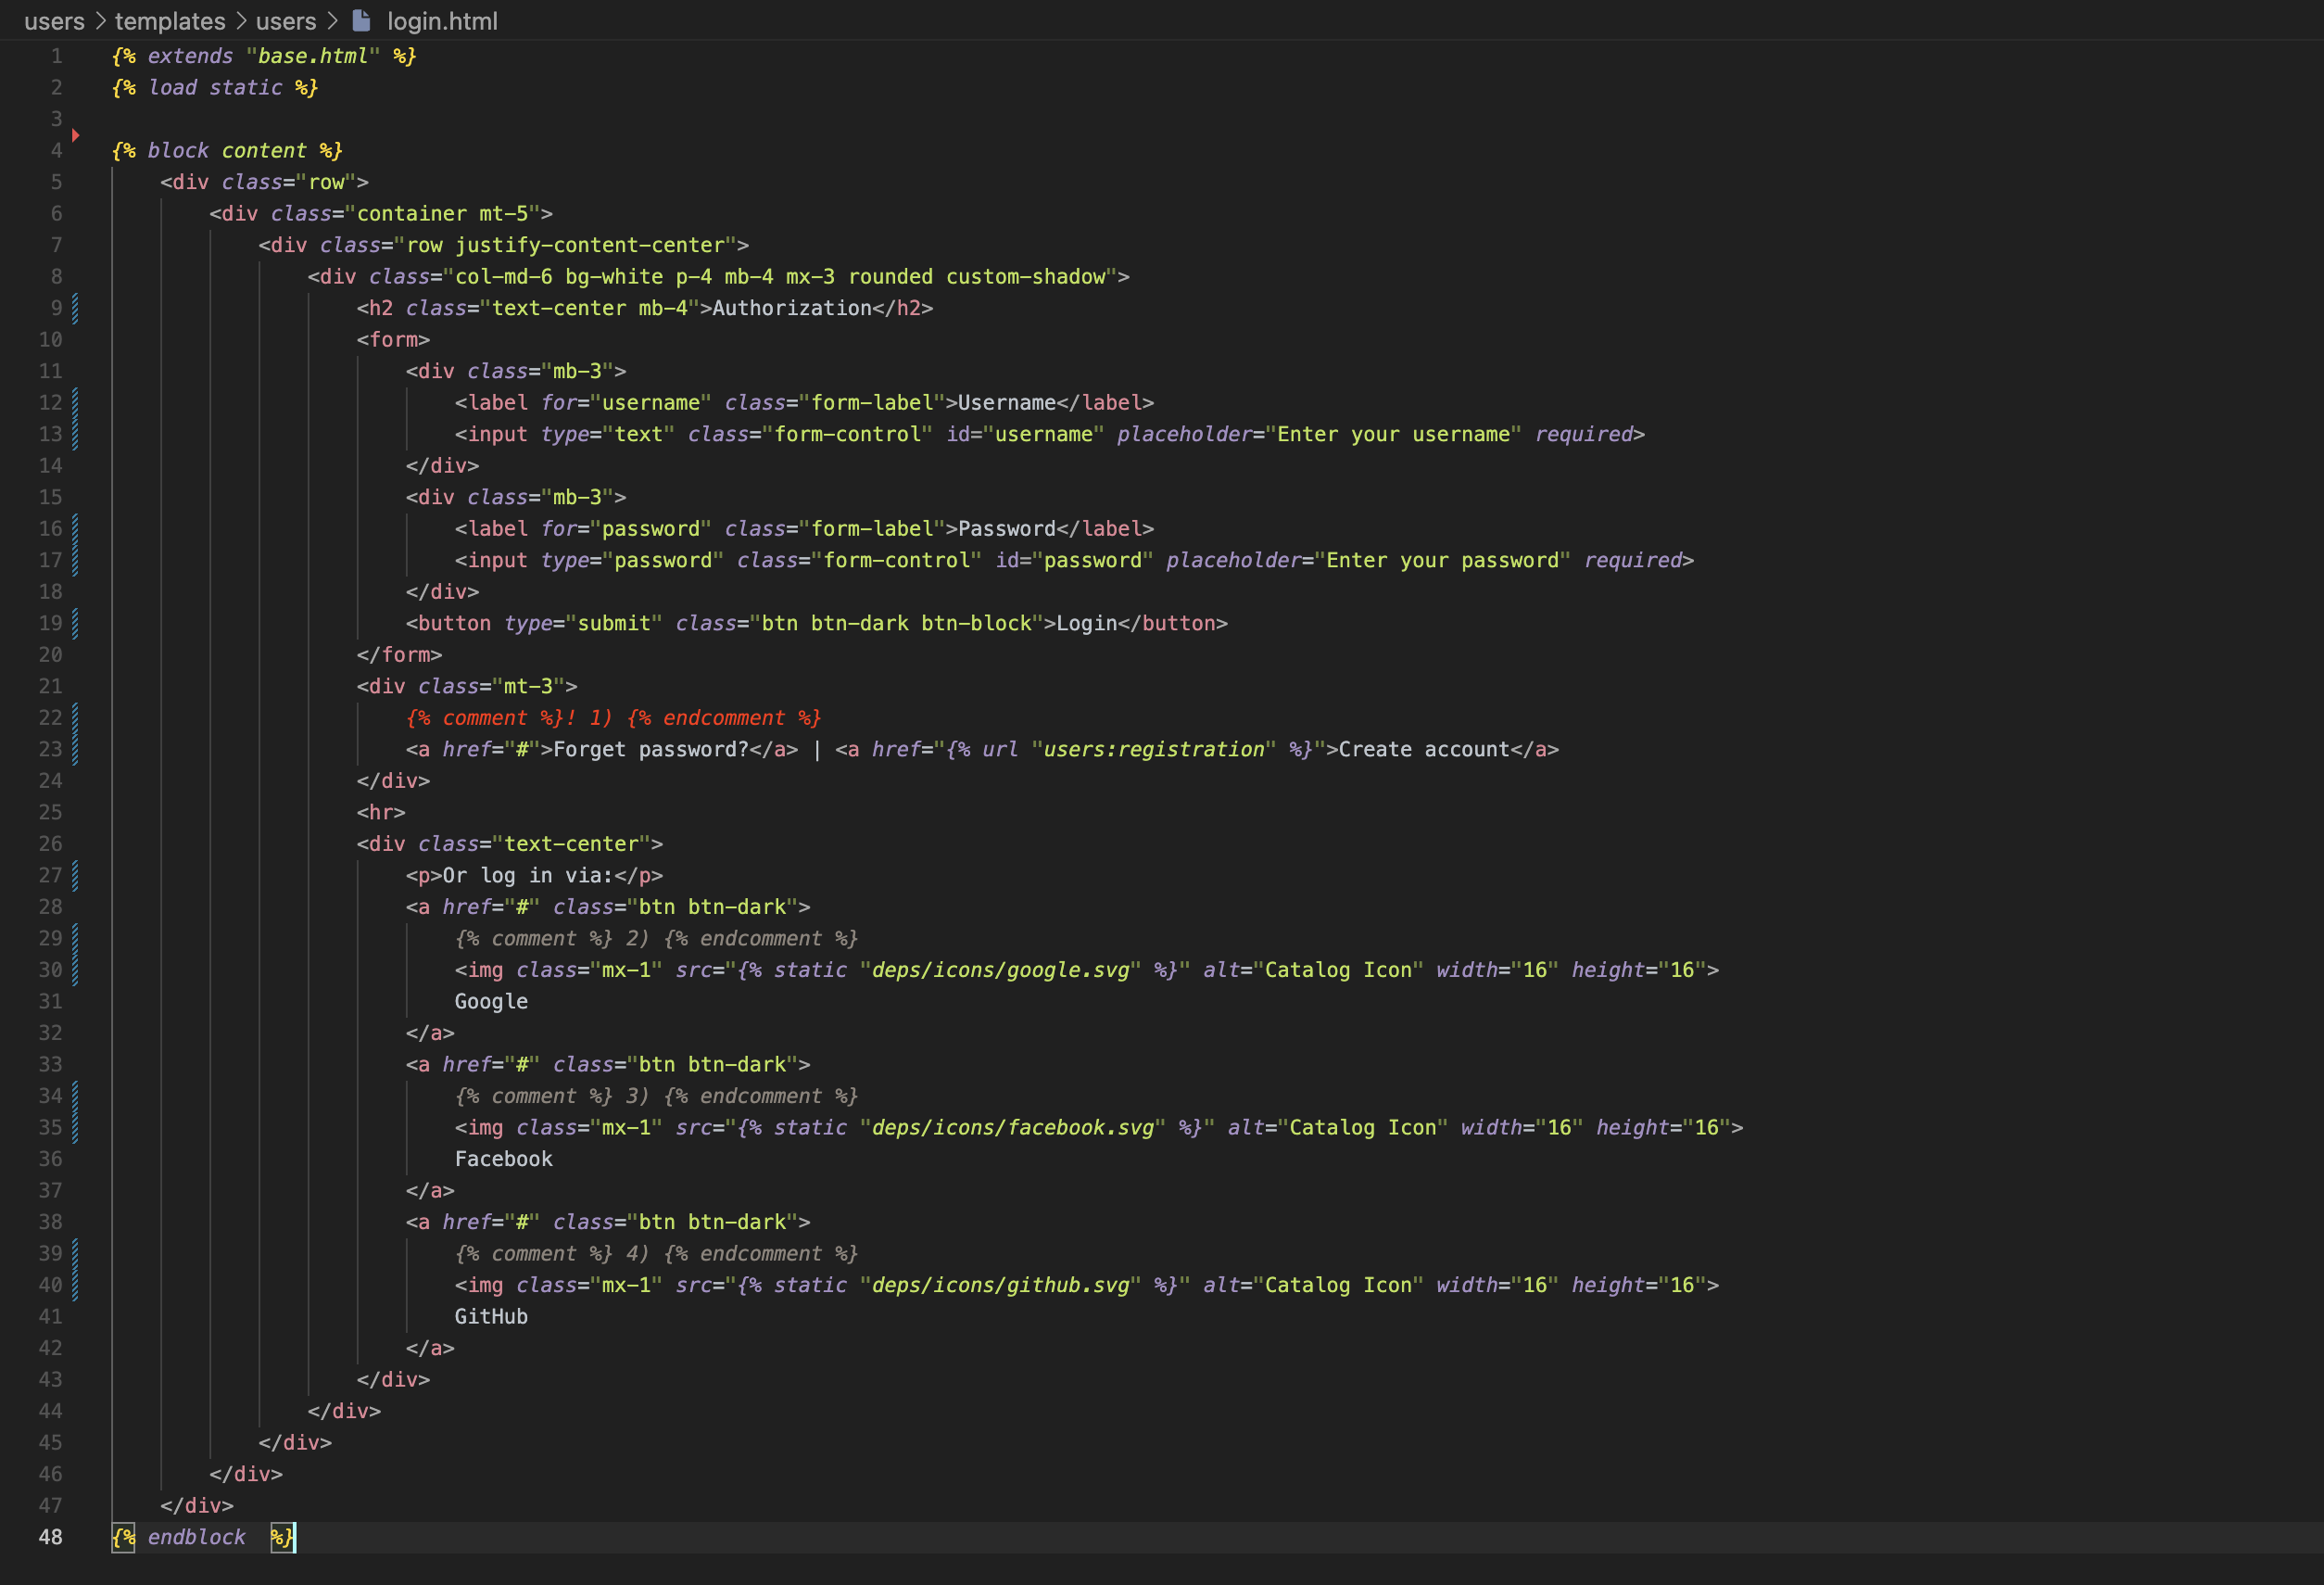 users > templates > users > login.html
1 {% extends "base.html" %}
2 {% load static %}
3
4 {% block content %}
5 <div class="row">
6 <div class="container mt-5">
7 <div class="row justify-content-center">
8 <div class="col-md-6 bg-white p-4 mb-4 mx-3 rounded custom-shadow">
9 <h2 class="text-center mb-4">Authorization</h2>
10 <form>
11 <div class="mb-3">
12 <label for="username" class="form-label">Username</label>
13 <input type="text" class="form-control" id="username" placeholder="Enter your username" required>
14 </div>
15 <div class="mb-3">
16 <label for="password" class="form-label">Password</label>
17 <input type="password" class="form-control" id="password" placeholder="Enter your password" required>
18 </div>
19 <button type="submit" class="btn btn-dark btn-block">Login</button>
20 </form>
21 <div class="mt-3">
22 {% comment %}! 1) {% endcomment %}
23 <a href="#">Forget password?</a> | <a href="{% url "users:registration" %}">Create account</a>
24 </div>
25 <hr>
26 <div class="text-center">
27 <p>Or log in via:</p>
28 <a href="#" class="btn btn-dark">
29 {% comment %} 2) {% endcomment %}
30 <img class="mx-1" src="{% static "deps/icons/google.svg" %}" alt="Catalog Icon" width="16" height="16">
31 Google
32 </a>
33 <a href="#" class="btn btn-dark">
34 {% comment %} 3) {% endcomment %}
35 <img class="mx-1" src="{% static "deps/icons/facebook.svg" %}" alt="Catalog Icon" width="16" height="16">
36 Facebook
37 </a>
38 <a href="#" class="btn btn-dark">
39 {% comment %} 4) {% endcomment %}
40 <img class="mx-1" src="{% static "deps/icons/github.svg" %}" alt="Catalog Icon" width="16" height="16">
41 GitHub
42 </a>
43 </div>
44 </div>
45 </div>
46 </div>
47 </div>
48 {% endblock  %}